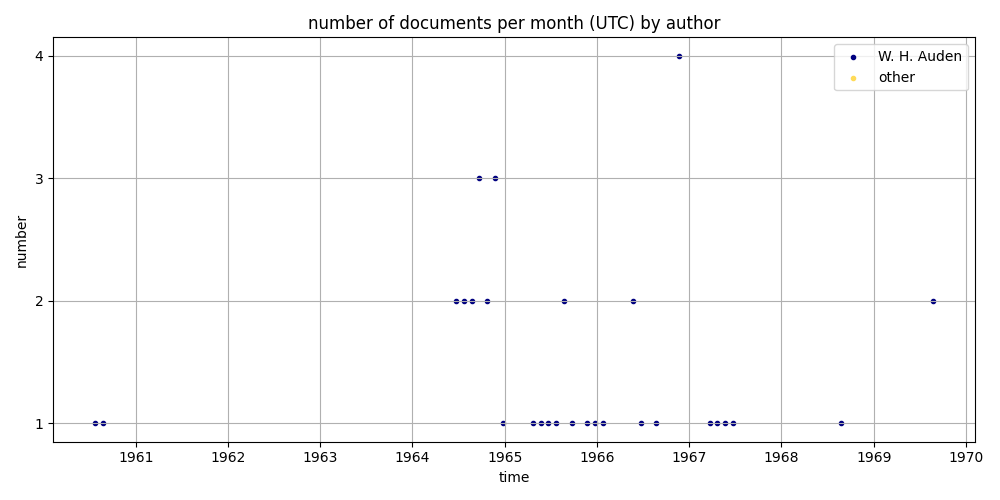 number of documents per month (UTC) by author
number
4
3
2
1
W. H. Auden
other
1961 1962 1963 1964 1965 1966 1967 1968 1969 1970
time